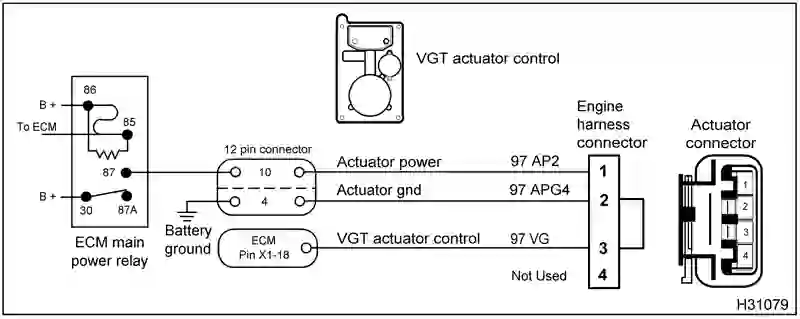 VGT actuator control
86
B +
To ECM
85
87
B +
30
87A
ECM main
power relay
12 pin connector
10
4
Battery
ground
ECM
Pin X1-18
Actuator power
97 AP2
Actuator gnd
97 APG4
VGT actuator control
97 VG
Not Used
Engine
harness
connector
1
2
3
4
Actuator
connector
1
2
3
4
H31079